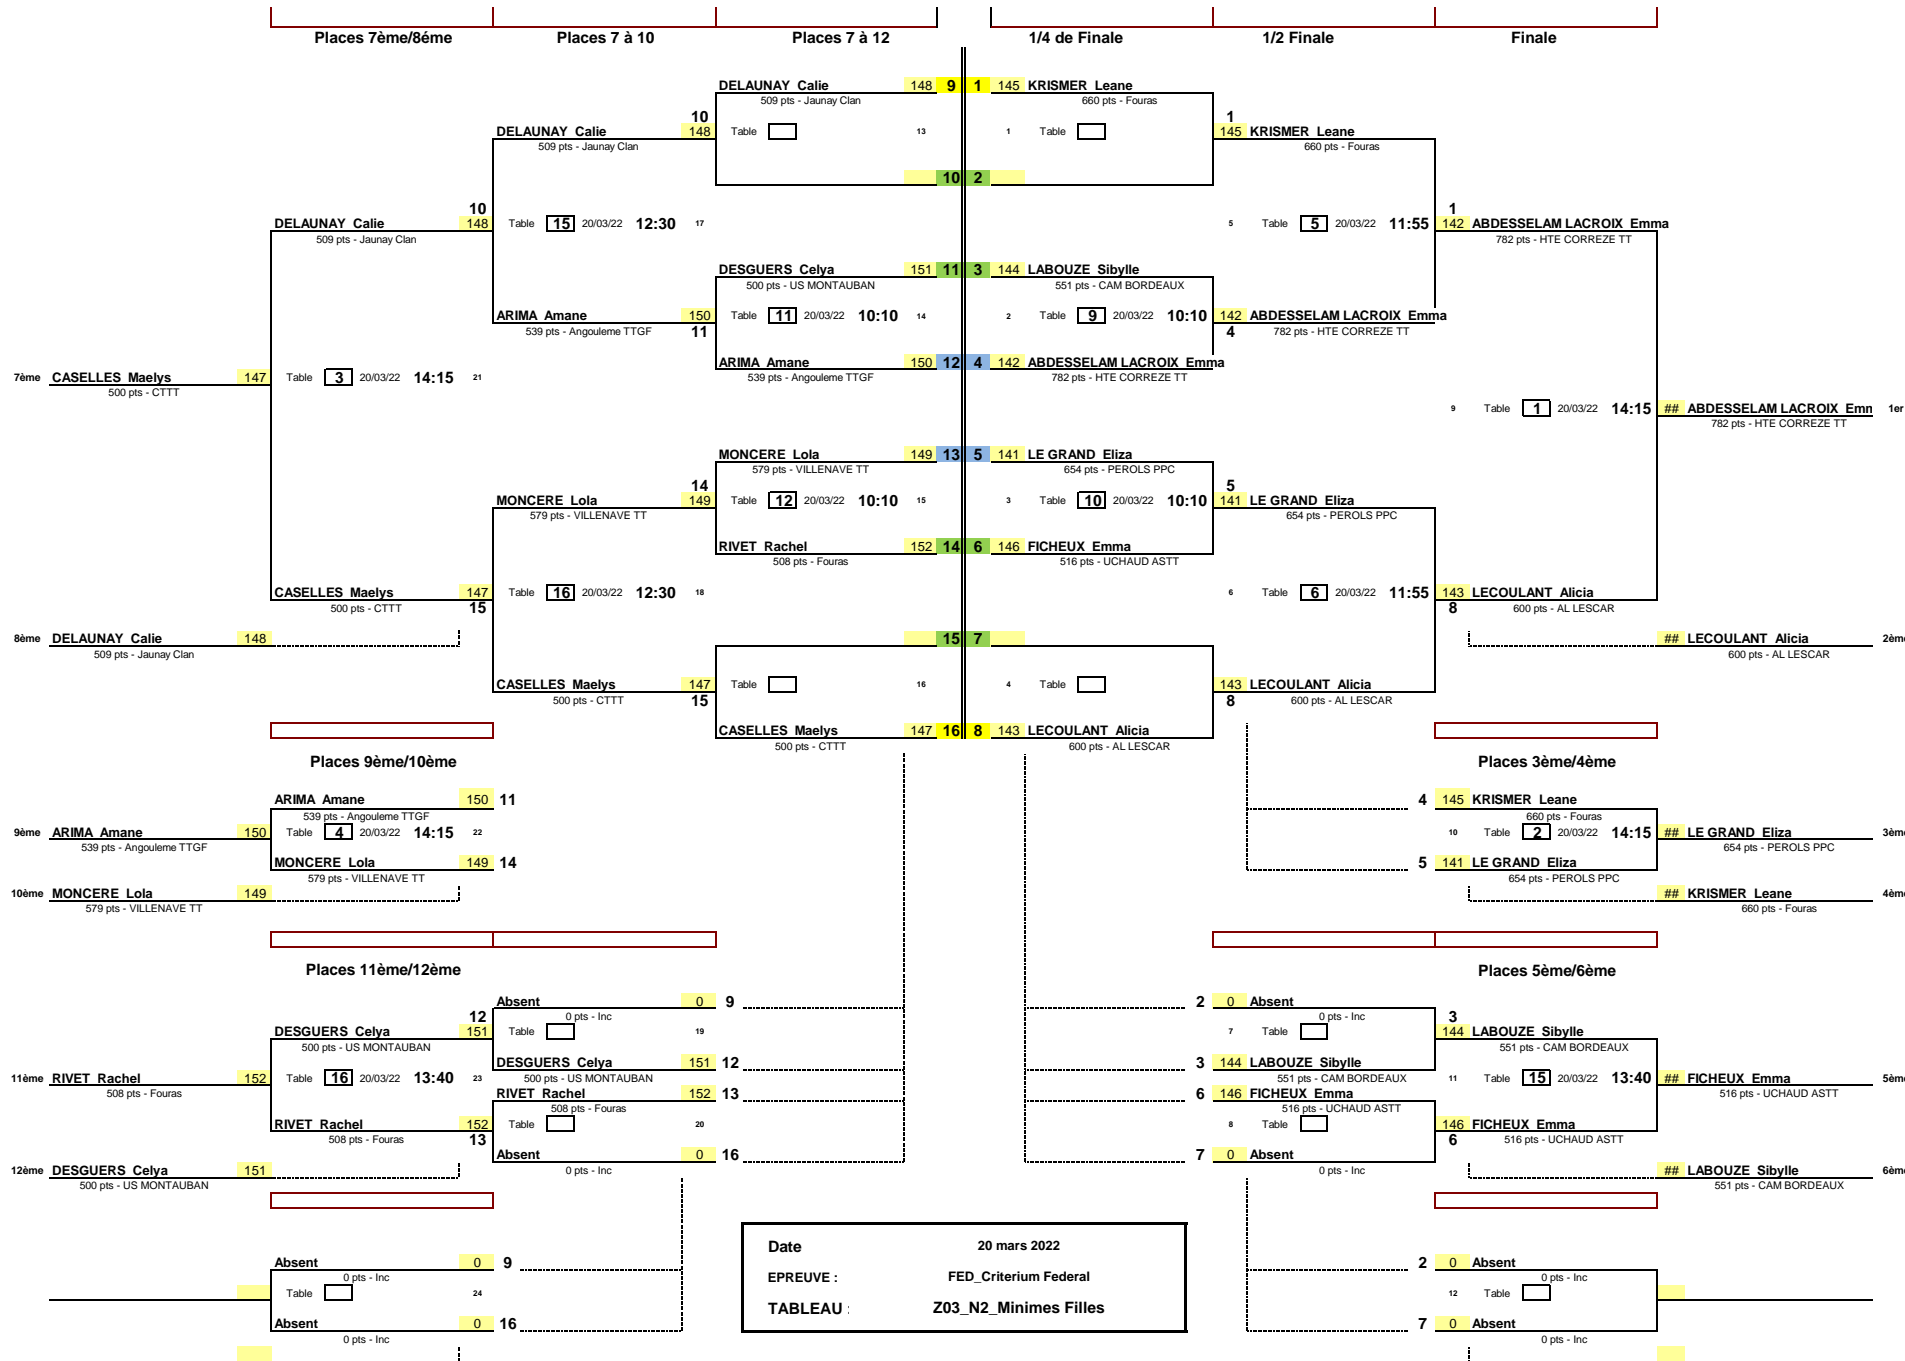 Places 7ème/8éme Places 7 à 10 Places 7 à 12 1/4 de Finale 1/2 Finale Finale
DELAUNAY Calie 148 9 1 145 KRISMER Leane
509 pts - Jaunay Clan 660 pts - Fouras
10 1
DELAUNAY Calie 148 Table 13 1 Table 145 KRISMER Leane
509 pts - Jaunay Clan 660 pts - Fouras
10 2
10 1
DELAUNAY Calie 148 Table 15 20/03/22 12:30 17 5 Table 5 20/03/22 11:55 142 ABDESSELAM LACROIX Emma
509 pts - Jaunay Clan 782 pts - HTE CORREZE TT
DESGUERS Celya 151 11 3 144 LABOUZE Sibylle
500 pts - US MONTAUBAN 551 pts - CAM BORDEAUX
ARIMA Amane 150 Table 11 20/03/22 10:10 14 2 Table 9 20/03/22 10:10 142 ABDESSELAM LACROIX Emma
539 pts - Angouleme TTGF 11 4 782 pts - HTE CORREZE TT
ARIMA Amane 150 12 4 142 ABDESSELAM LACROIX Emma
539 pts - Angouleme TTGF 782 pts - HTE CORREZE TT
7ème CASELLES Maelys 147 Table 3 20/03/22 14:15 21
500 pts - CTTT
9 Table 1 20/03/22 14:15 ## ABDESSELAM LACROIX Emn 1er
782 pts - HTE CORREZE TT
MONCERE Lola 149 13 5 141 LE GRAND Eliza
579 pts - VILLENAVE TT 654 pts - PEROLS PPC
14 5
MONCERE Lola 149 Table 12 20/03/22 10:10 15 3 Table 10 20/03/22 10:10 141 LE GRAND Eliza
579 pts - VILLENAVE TT 654 pts - PEROLS PPC
RIVET Rachel 152 14 6 146 FICHEUX Emma
508 pts - Fouras 516 pts - UCHAUD ASTT
CASELLES Maelys 147 Table 16 20/03/22 12:30 18 6 Table 6 20/03/22 11:55 143 LECOULANT Alicia
500 pts - CTTT 15 8 600 pts - AL LESCAR
8ème DELAUNAY Calie 148 15 7 ## LECOULANT Alicia 2èm
509 pts - Jaunay Clan 600 pts - AL LESCAR
CASELLES Maelys 147 Table 16 4 Table 143 LECOULANT Alicia
500 pts - CTTT 15 8 600 pts - AL LESCAR
CASELLES Maelys 147 16 8 143 LECOULANT Alicia
500 pts - CTTT 600 pts - AL LESCAR
Places 9ème/10ème Places 3ème/4ème
ARIMA Amane 150 11 4 145 KRISMER Leane
539 pts - Angouleme TTGF 660 pts - Fouras
9ème ARIMA Amane 150 Table 4 20/03/22 14:15 22 10 Table 2 20/03/22 14:15 ## LE GRAND Eliza 3èm
539 pts - Angouleme TTGF 654 pts - PEROLS PPC
MONCERE Lola 149 14 5 141 LE GRAND Eliza
579 pts - VILLENAVE TT 654 pts - PEROLS PPC
10ème MONCERE Lola 149 ## KRISMER Leane 4èm
579 pts - VILLENAVE TT 660 pts - Fouras
Places 11ème/12ème Places 5ème/6ème
Absent 0 9 2 0 Absent
12 0 pts - Inc 0 pts - Inc 3
DESGUERS Celya 151 Table 19 7 Table 144 LABOUZE Sibylle
500 pts - US MONTAUBAN 551 pts - CAM BORDEAUX
DESGUERS Celya 151 12 3 144 LABOUZE Sibylle
11ème RIVET Rachel 152 Table 16 20/03/22 13:40 23 500 pts - US MONTAUBAN 551 pts - CAM BORDEAUX 11 Table 15 20/03/22 13:40 ## FICHEUX Emma 5èm
508 pts - Fouras RIVET Rachel 152 13 6 146 FICHEUX Emma 516 pts - UCHAUD ASTT
508 pts - Fouras 516 pts - UCHAUD ASTT
RIVET Rachel 152 Table 20 8 Table 146 FICHEUX Emma
508 pts - Fouras 13 6 516 pts - UCHAUD ASTT
Absent 0 16 7 0 Absent
0 pts - Inc 0 pts - Inc
12ème DESGUERS Celya 151 ## LABOUZE Sibylle 6èm
500 pts - US MONTAUBAN 551 pts - CAM BORDEAUX
Date 20 mars 2022
Absent 0 9 2 0 Absent
0 pts - Inc EPREUVE : FED_Criterium Federal 0 pts - Inc
Table 24 12 Table
TABLEAU : Z03_N2_Minimes Filles
Absent 0 16 7 0 Absent
0 pts - Inc 0 pts - Inc